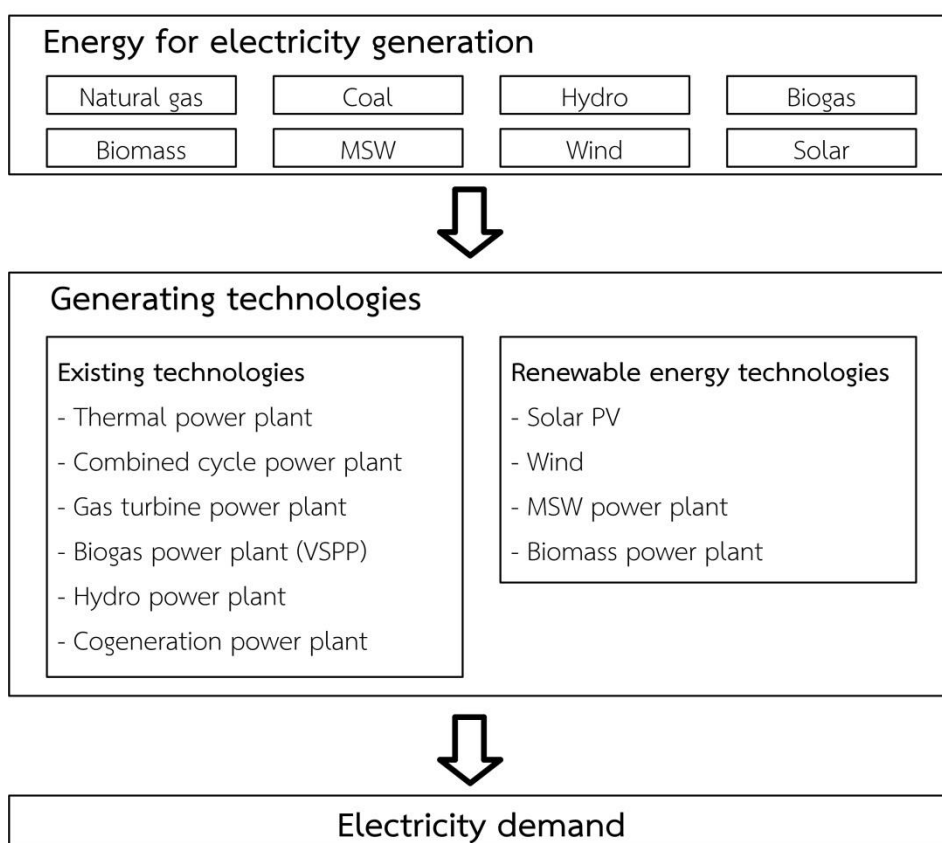 Energy for electricity generation
Natural gas
Coal
Hydro
Biogas
Biomass
MSW
Wind
Solar
Generating technologies
Existing technologies
- Thermal power plant
- Combined cycle power plant
- Gas turbine power plant
- Biogas power plant (VSPP)
- Hydro power plant
- Cogeneration power plant
Renewable energy technologies
- Solar PV
- Wind
- MSW power plant
- Biomass power plant
Electricity demand